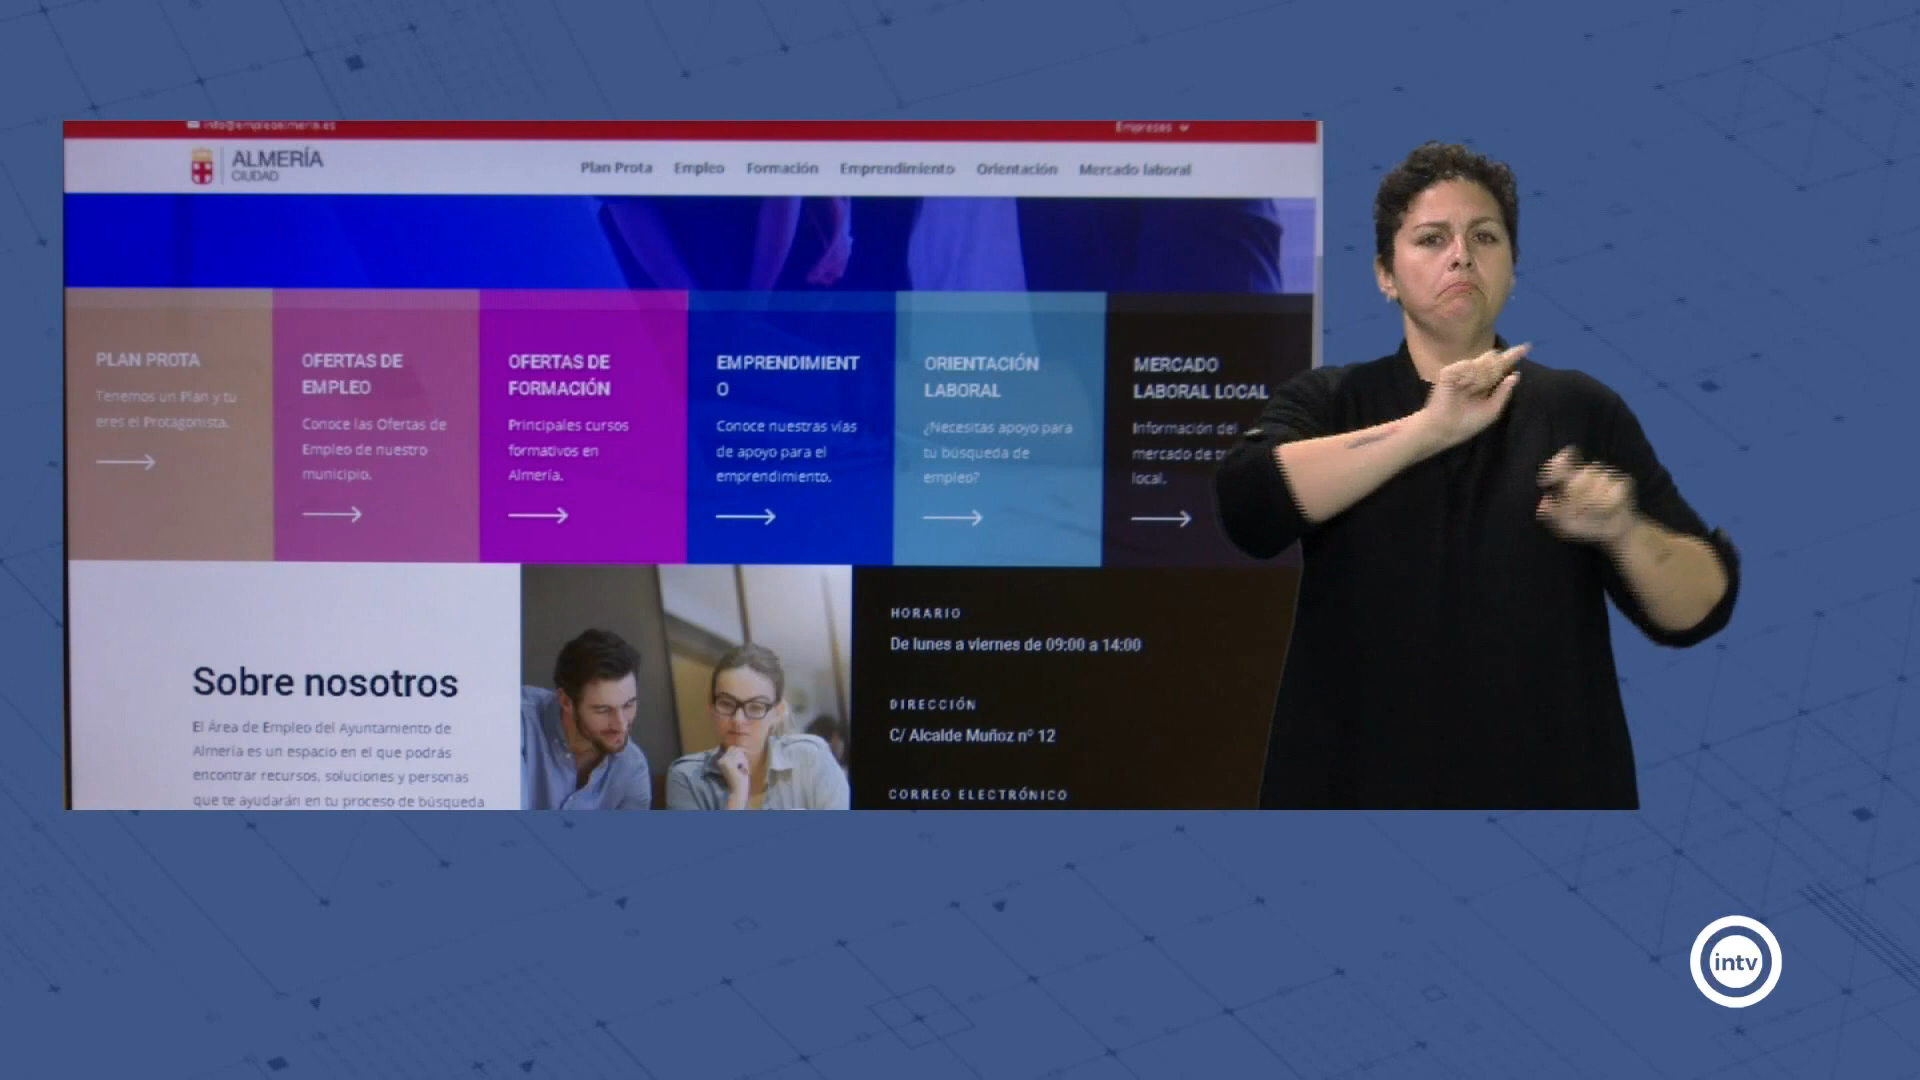 info@empleoalmeria.es
Empresas
ALMERÍA
CIUDAD
Plan Prota Empleo Formación Emprendimiento Orientación Mercado laboral
PLAN PROTA
Tenemos un Plan y tu
eres el Protagonista.
OFERTAS DE
EMPLEO
Conoce las Ofertas de
Empleo de nuestro
municipio.
OFERTAS DE
FORMACIÓN
Principales cursos
formativos en
Almería.
EMPRENDIMIENT
O
Conoce nuestras vías
de apoyo para el
emprendimiento.
ORIENTACIÓN
LABORAL
¿Necesitas apoyo para
tu búsqueda de
empleo?
MERCADO
LABORAL LOCAL
Información del
mercado de
local.
Sobre nosotros
El Área de Empleo del Ayuntamiento de
Almería es un espacio en el que podrás
encontrar recursos, soluciones y personas
que te ayudarán en tu proceso de búsqueda
HORARIO
De lunes a viernes de 09:00 a 14:00
DIRECCIÓN
C/ Alcalde Muñoz nº 12
CORREO ELECTRÓNICO
intv